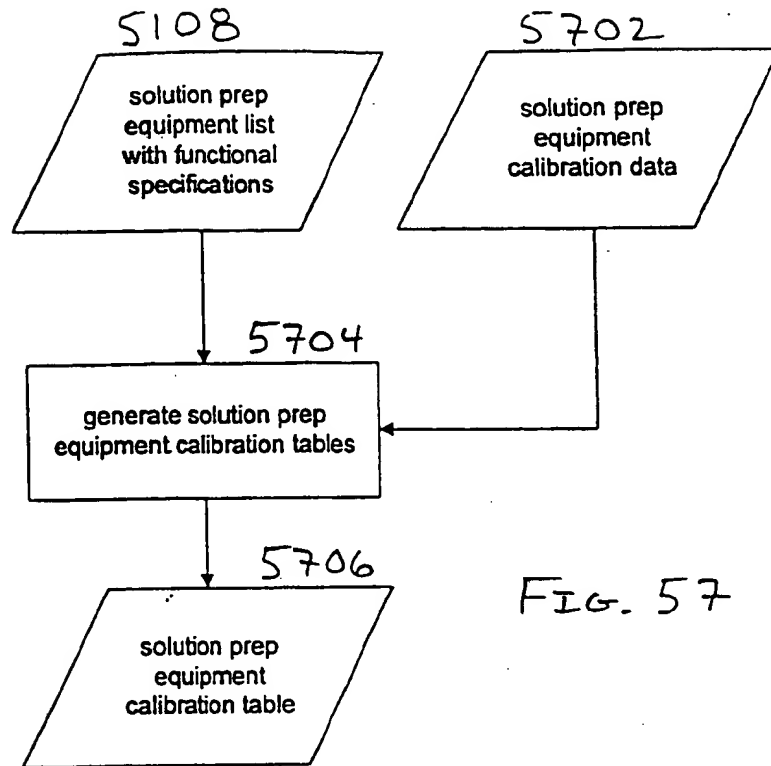 5108
solution prep
equipment list
with functional
specifications
5702
solution prep
equipment
calibration data
5704
generate solution prep
equipment calibration tables
5706
solution prep
equipment
calibration table
FIG. 57